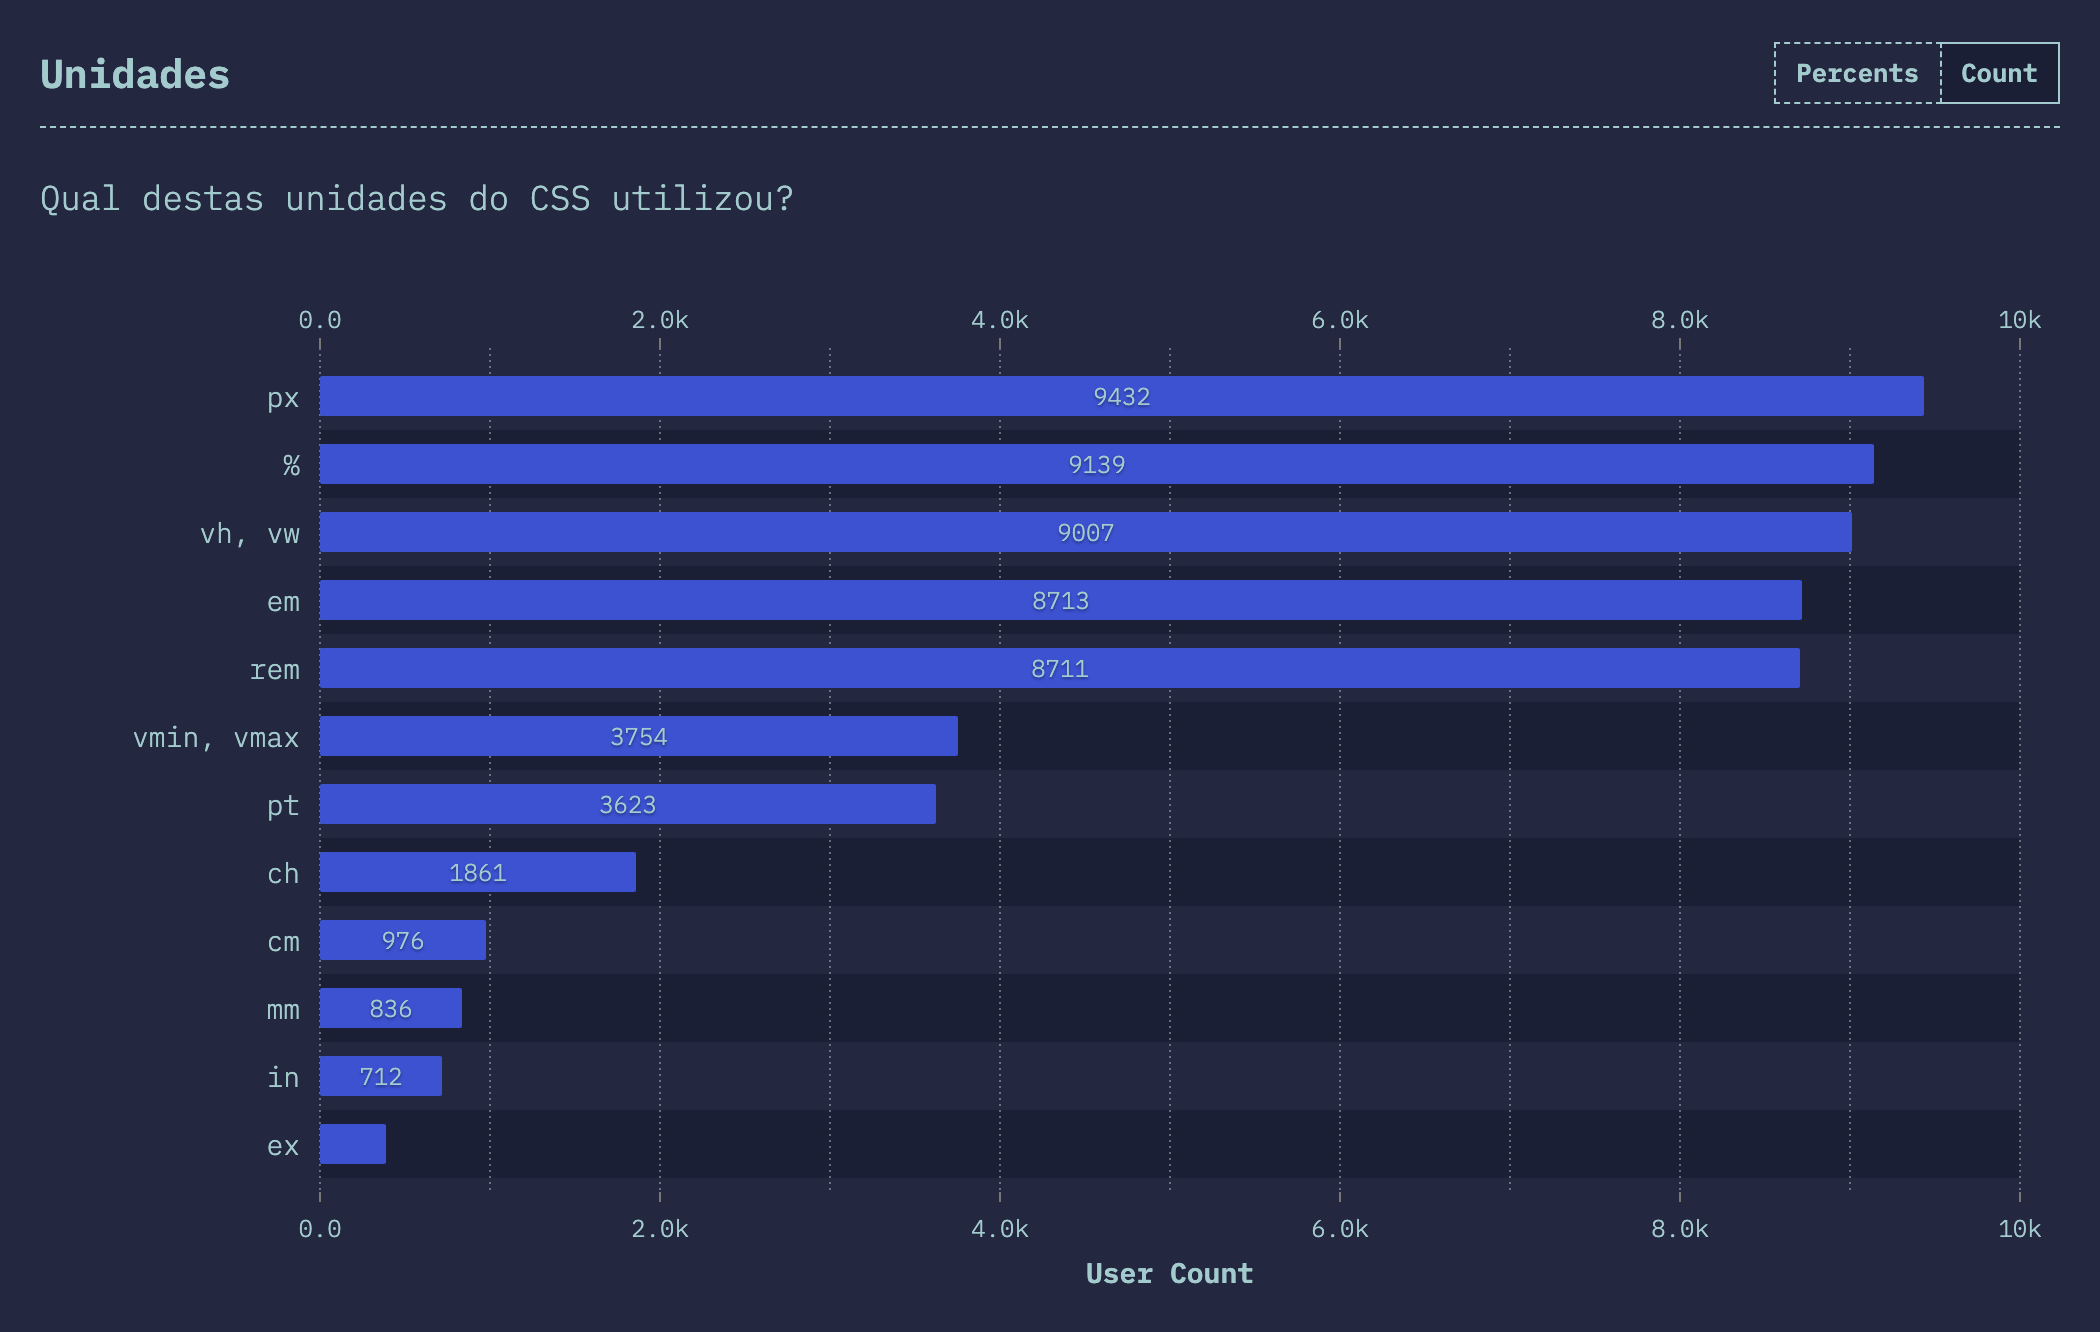 Unidades
Percents Count
Qual destas unidades do CSS utilizou?
0.0 2.0k 4.0k 6.0k 8.0k 10k
px 9432
% 9139
vh, vw 9007
em 8713
rem 8711
vmin, vmax 3754
pt 3623
ch 1861
cm 976
mm 836
in 712
ex
0.0 2.0k 4.0k 6.0k 8.0k 10k
User Count